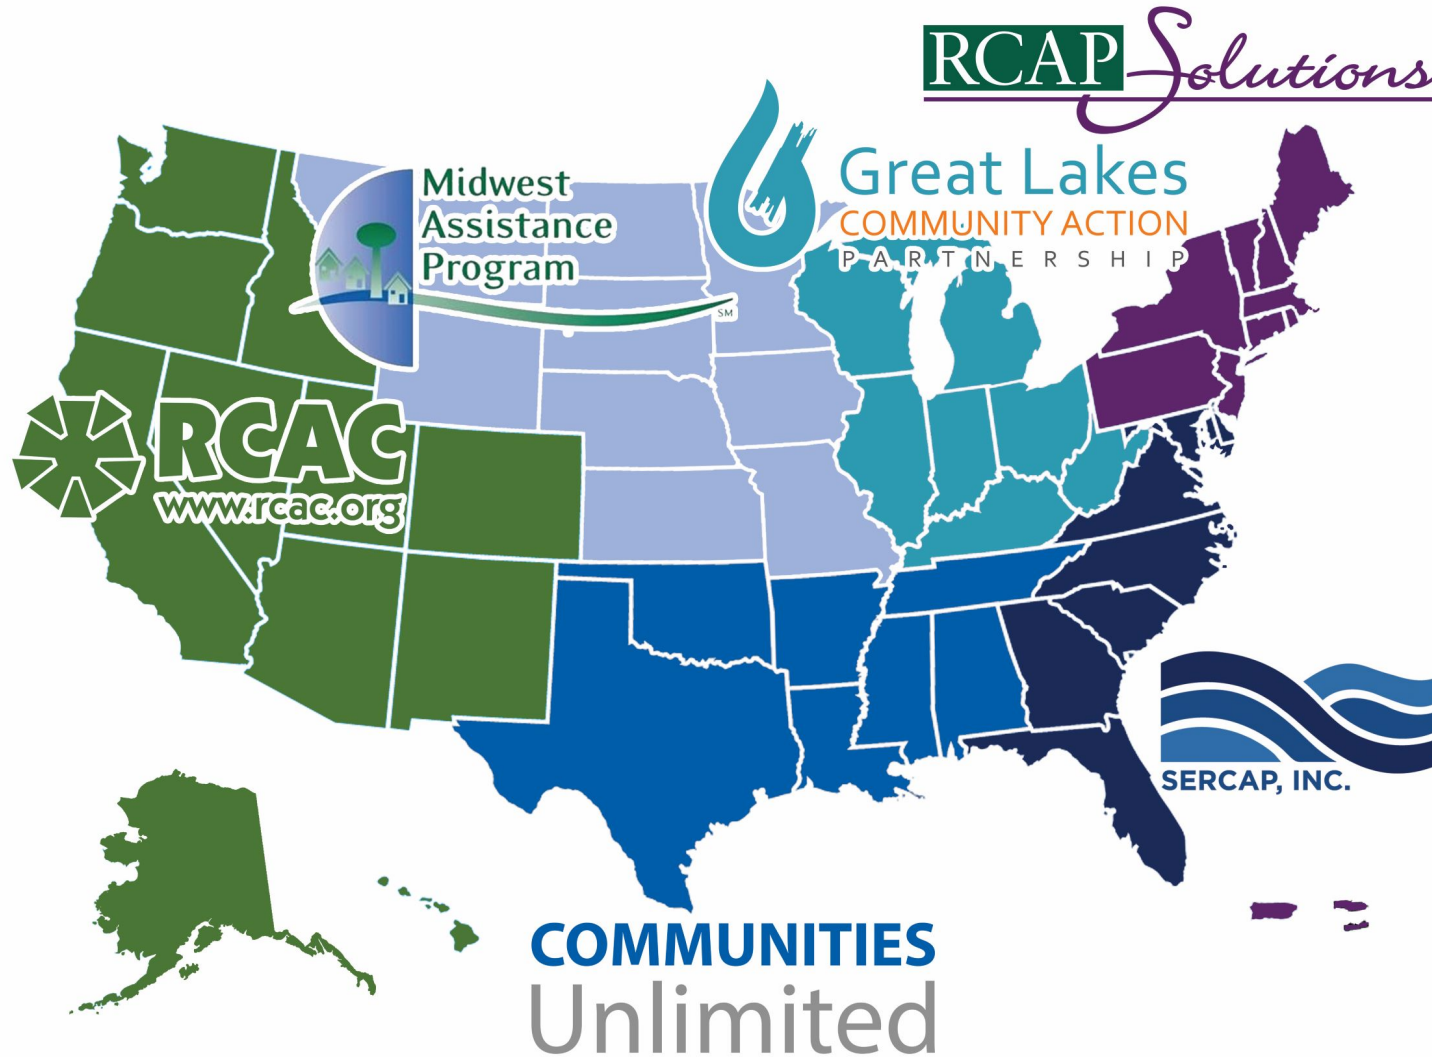 RCAP Solutions
Great Lakes
COMMUNITY ACTION
PARTNERSHIP
Midwest
Assistance
Program
SM
RCAC
www.rcac.org
SERCAP, INC.
COMMUNITIES
Unlimited